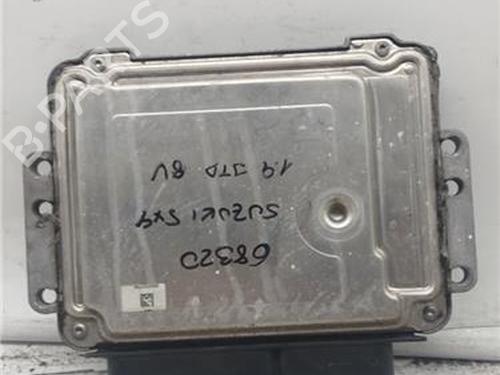 68320
SUZUKI SX4
1.9 JTD 8V
B-PARTS